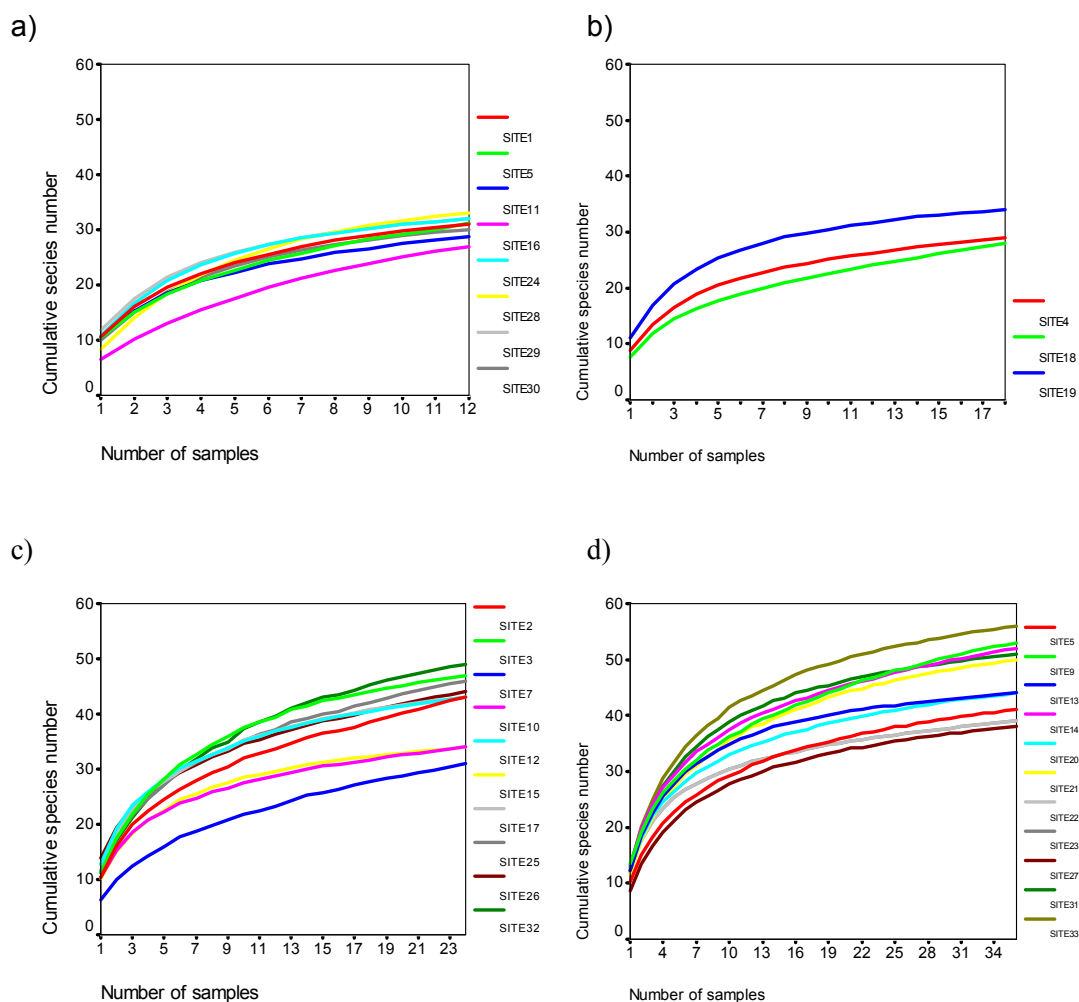 a)
60
50
40
30
20
10
0
Cumulative secies number
1 2 3 4 5 6 7 8 9 10 11 12
Number of samples
SITE1
SITE5
SITE11
SITE16
SITE24
SITE28
SITE29
SITE30
b)
60
50
40
30
20
10
0
Cumulative species number
1 3 5 7 9 11 13 15 17
Number of samples
SITE4
SITE18
SITE19
c)
60
50
40
30
20
10
0
Cumulative species number
1 3 5 7 9 11 13 15 17 19 21 23
Number of samples
SITE2
SITE3
SITE7
SITE10
SITE12
SITE15
SITE17
SITE25
SITE26
SITE32
d)
60
50
40
30
20
10
0
Cumulative species number
1 4 7 10 13 16 19 22 25 28 31 34
Number of samples
SITE5
SITE9
SITE13
SITE14
SITE20
SITE21
SITE22
SITE23
SITE27
SITE31
SITE33